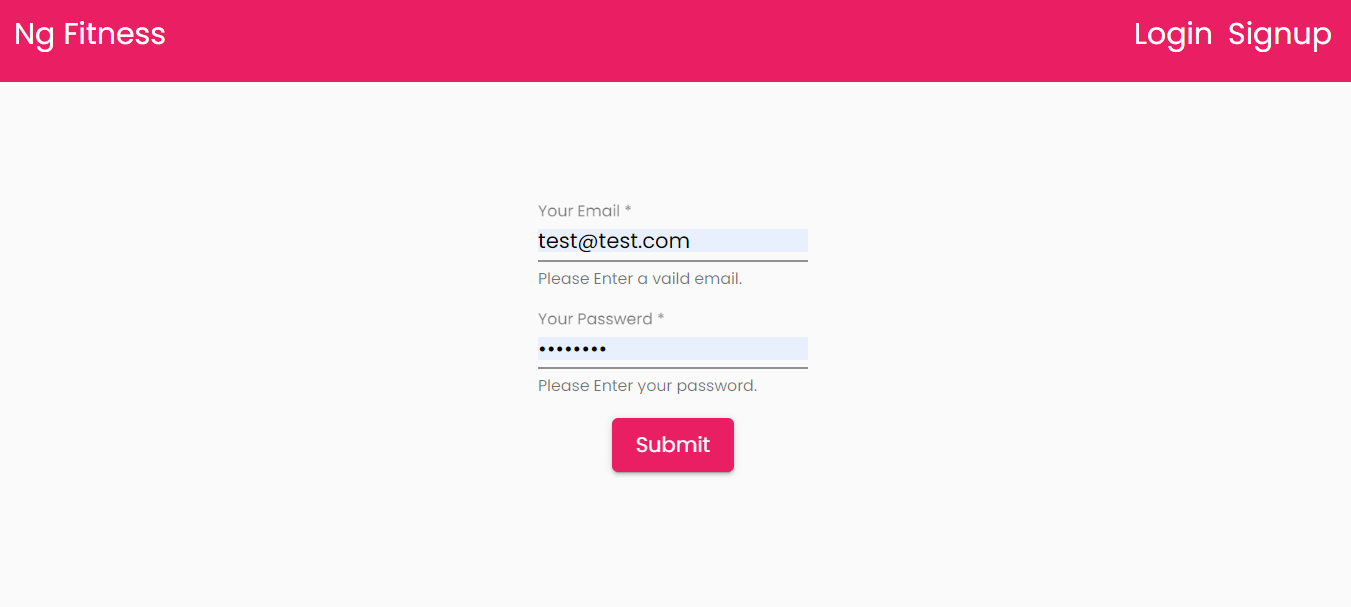 Ng Fitness
Login Signup
Your Email *
test@test.com
Please Enter a vaild email.
Your Passwerd *
••••••••
Please Enter your password.
Submit